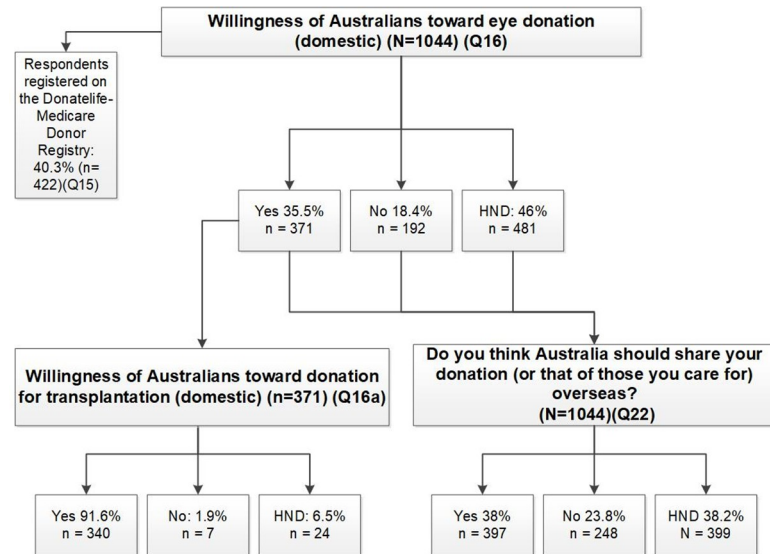 Willingness of Australians toward eye donation
(domestic) (N=1044) (Q16)
Respondents
registered on
the Donatelife-
Medicare
Donor
Registry:
40.3% (n=
422)(Q15)
Yes 35.5%
n = 371
No 18.4%
n = 192
HND: 46%
n = 481
Willingness of Australians toward donation
for transplantation (domestic) (n=371) (Q16a)
Do you think Australia should share your
donation (or that of those you care for)
overseas?
(N=1044)(Q22)
Yes 91.6%
n = 340
No: 1.9%
n = 7
HND: 6.5%
n = 24
Yes 38%
n = 397
No 23.8%
n = 248
HND 38.2%
N = 399